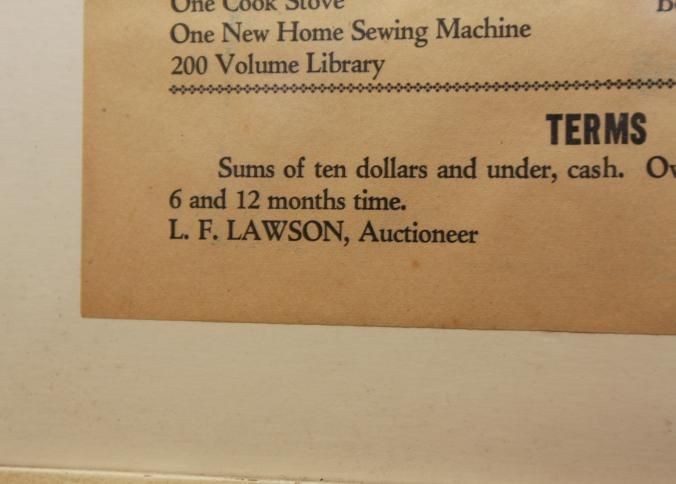 One Cook Stove
One New Home Sewing Machine
200 Volume Library
TERMS
Sums of ten dollars and under, cash.
6 and 12 months time.
L. F. LAWSON, Auctioneer